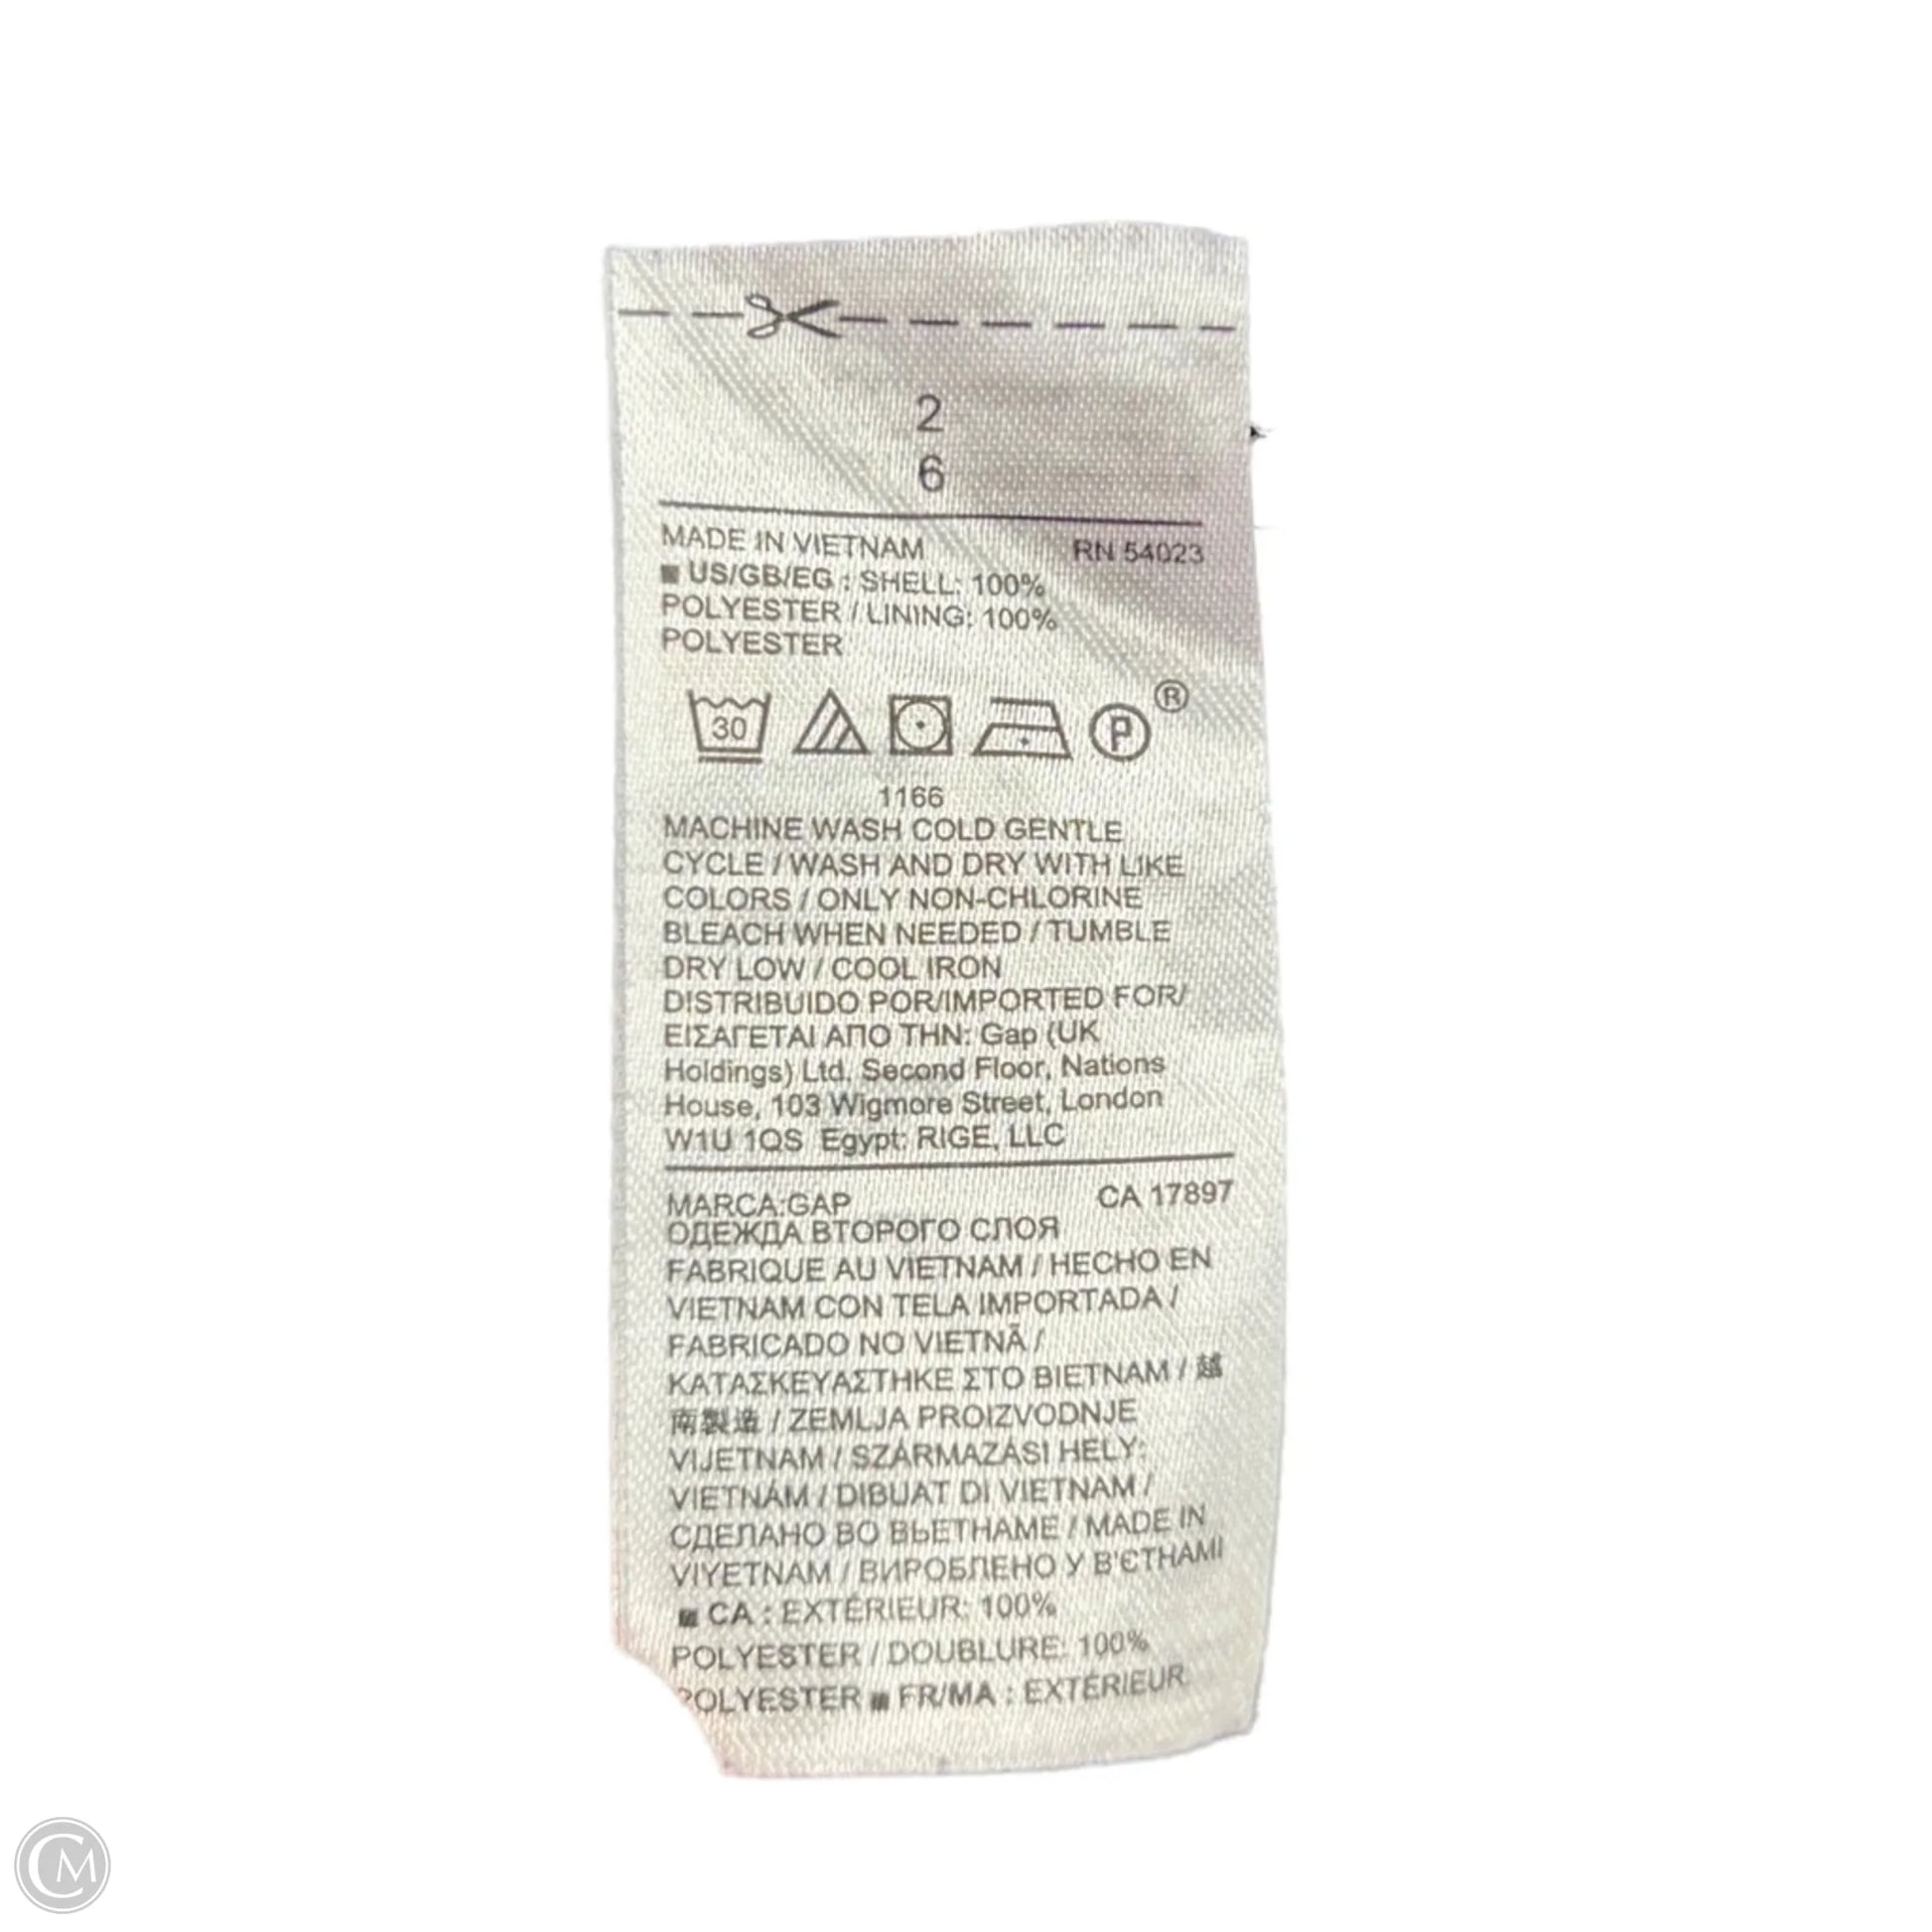 2
6
MADE IN VIETNAM RN 54023
US/GB/EG : SHELL: 100%
POLYESTER / LINING: 100%
POLYESTER
30 P ®
1166
MACHINE WASH COLD GENTLE
CYCLE / WASH AND DRY WITH LIKE
COLORS / ONLY NON-CHLORINE
BLEACH WHEN NEEDED / TUMBLE
DRY LOW / COOL IRON
DISTRIBUIDO POR/IMPORTED FOR/
ΕΙΣΑΓΕΤΑΙ ΑΠΟ ΤΗΝ: Gap (UK
Holdings) Ltd. Second Floor, Nations
House, 103 Wigmore Street, London
W1U 1QS Egypt: RIGE, LLC
MARCA:GAP CA 17897
ОДЕЖДА ВТОРОГО СЛОЯ
FABRIQUE AU VIETNAM / HECHO EN
VIETNAM CON TELA IMPORTADA /
FABRICADO NO VIETNÃ /
ΚΑΤΑΣΚΕΥΑΣΤΗΚΕ ΣΤΟ ΒΙΕΤΝΑΜ / 越
南製造 / ZEMLJA PROIZVODNJE
VIJETNAM / SZÁRMAZÁSI HELY:
VIETNÁM / DIBUAT DI VIETNAM /
СДЕЛАНО ВО ВЬЕТНАМЕ / MADE IN
VIYETNAM / ВИРОБЛЕНО У В'ЄТНАМІ
CA : EXTÉRIEUR: 100%
POLYESTER / DOUBLURE: 100%
POLYESTER FR/MA : EXTÉRIEUR
CM